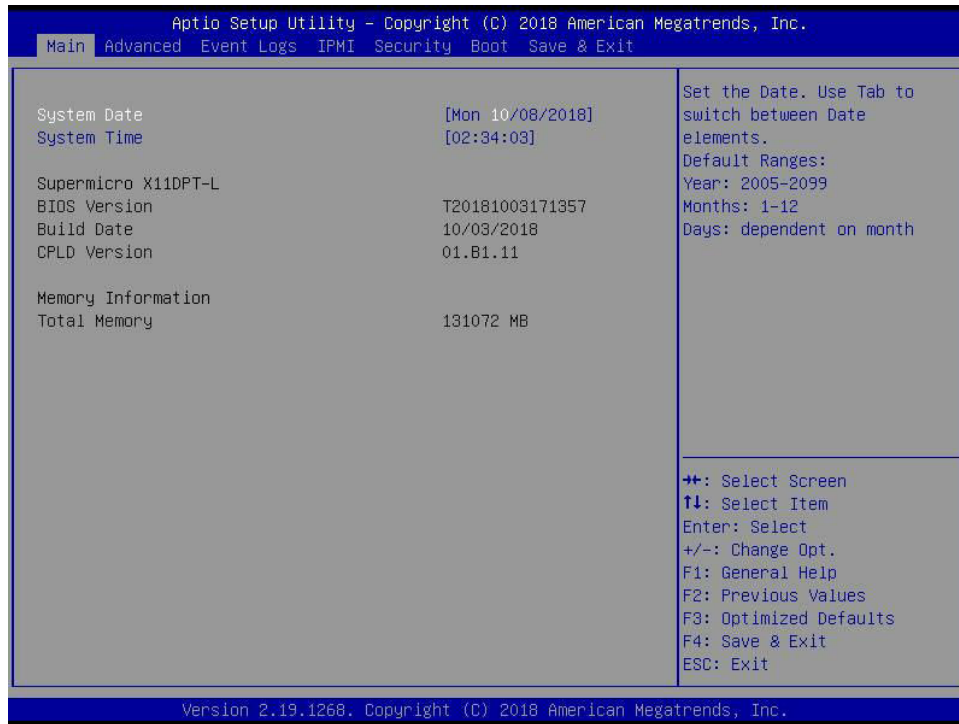 Aptio Setup Utility – Copyright (C) 2018 American Megatrends, Inc.
Main Advanced Event Logs IPMI Security Boot Save & Exit
System Date [Mon 10/08/2018]
System Time [02:34:03]
Supermicro X11DPT-L
BIOS Version T20181003171357
Build Date 10/03/2018
CPLD Version 01.B1.11
Memory Information
Total Memory 131072 MB
Set the Date. Use Tab to
switch between Date
elements.
Default Ranges:
Year: 2005-2099
Months: 1-12
Days: dependent on month
→←: Select Screen
↑↓: Select Item
Enter: Select
+/-: Change Opt.
F1: General Help
F2: Previous Values
F3: Optimized Defaults
F4: Save & Exit
ESC: Exit
Version 2.19.1268. Copyright (C) 2018 American Megatrends, Inc.